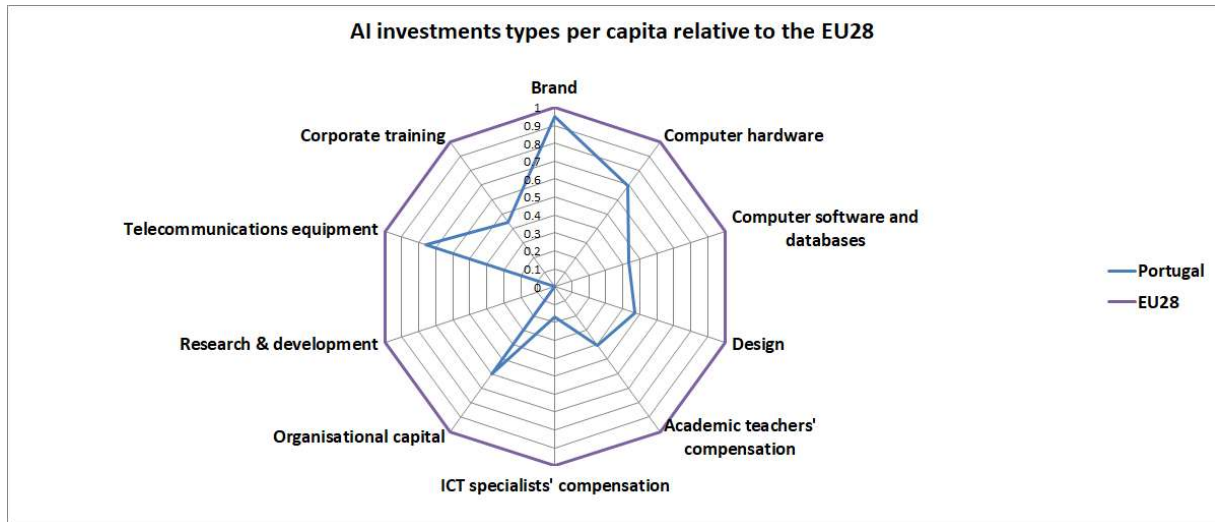 AI investments types per capita relative to the EU28
Brand
Computer hardware
Computer software and
databases
Design
Academic teachers'
compensation
ICT specialists' compensation
Organisational capital
Research & development
Telecommunications equipment
Corporate training
1
0.9
0.8
0.7
0.6
0.5
0.4
0.3
0.2
0.1
0
Portugal
EU28